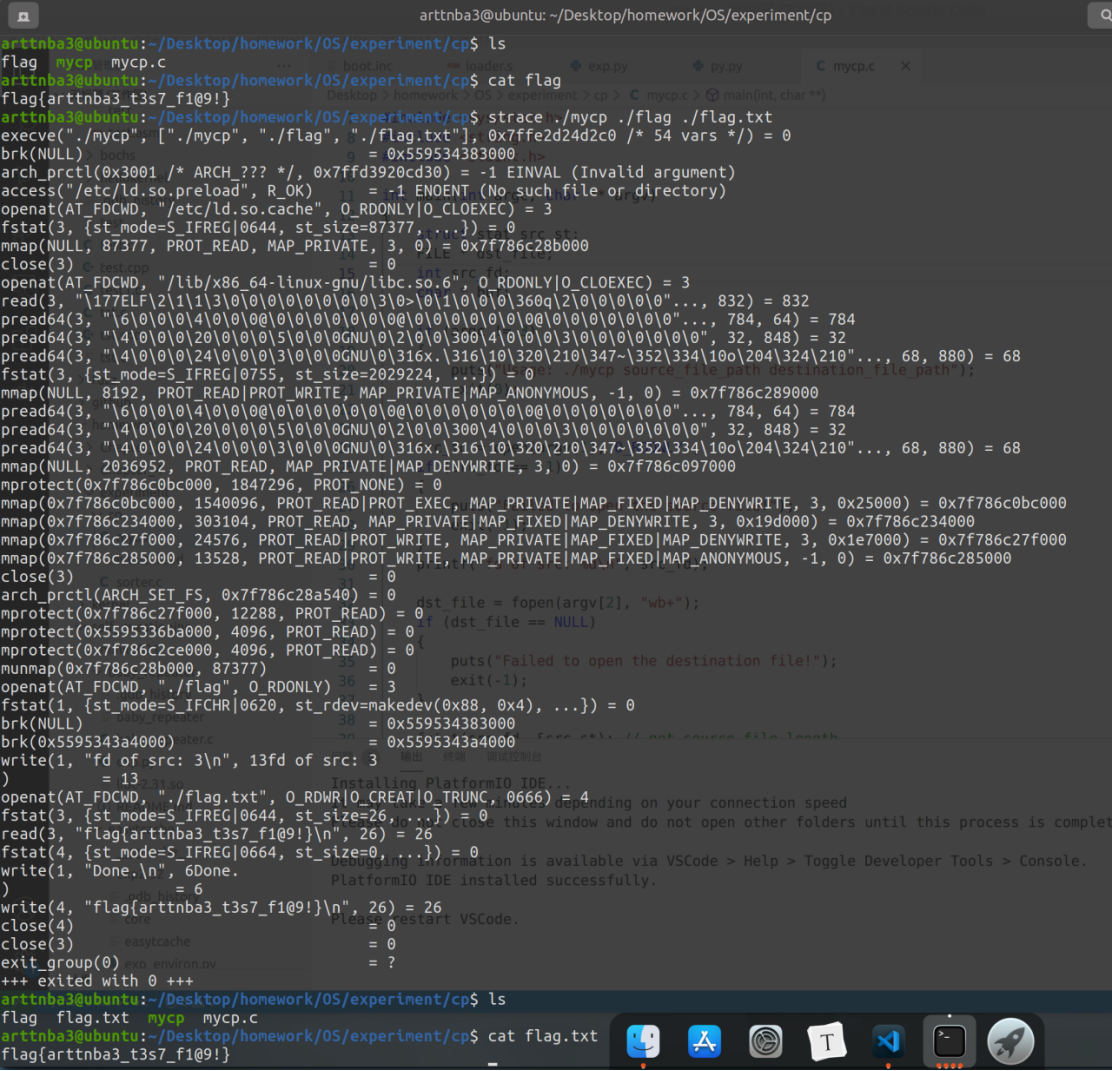 arttnba3@ubuntu: ~/Desktop/homework/OS/experiment/cp
arttnba3@ubuntu:~/Desktop/homework/OS/experiment/cp$ ls
flag  mycp  mycp.c
arttnba3@ubuntu:~/Desktop/homework/OS/experiment/cp$ cat flag
flag{arttnba3_t3s7_f1@9!}
arttnba3@ubuntu:~/Desktop/homework/OS/experiment/cp$ strace ./mycp ./flag ./flag.txt
execve("./mycp", ["./mycp", "./flag", "./flag.txt"], 0x7ffe2d24d2c0 /* 54 vars */) = 0
brk(NULL) = 0x559534383000
arch_prctl(0x3001 /* ARCH_??? */, 0x7ffd3920cd30) = -1 EINVAL (Invalid argument)
access("/etc/ld.so.preload", R_OK) = -1 ENOENT (No such file or directory)
openat(AT_FDCWD, "/etc/ld.so.cache", O_RDONLY|O_CLOEXEC) = 3
fstat(3, {st_mode=S_IFREG|0644, st_size=87377, ...}) = 0
mmap(NULL, 87377, PROT_READ, MAP_PRIVATE, 3, 0) = 0x7f786c28b000
close(3) = 0
openat(AT_FDCWD, "/lib/x86_64-linux-gnu/libc.so.6", O_RDONLY|O_CLOEXEC) = 3
read(3, "\177ELF\2\1\1\3\0\0\0\0\0\0\0\0\3\0>\0\1\0\0\0\360q\2\0\0\0\0\0"..., 832) = 832
pread64(3, "\6\0\0\0\4\0\0\0@\0\0\0\0\0\0\0@\0\0\0\0\0\0\0@\0\0\0\0\0\0\0"..., 784, 64) = 784
pread64(3, "\4\0\0\0\20\0\0\0\5\0\0\0GNU\0\2\0\0\300\4\0\0\0\3\0\0\0\0\0\0\0", 32, 848) = 32
pread64(3, "\4\0\0\0\24\0\0\0\3\0\0\0GNU\0\316x.\316\10\320\210\347~\352\334\10o\204\324\210"..., 68, 880) = 68
fstat(3, {st_mode=S_IFREG|0755, st_size=2029224, ...}) = 0
mmap(NULL, 8192, PROT_READ|PROT_WRITE, MAP_PRIVATE|MAP_ANONYMOUS, -1, 0) = 0x7f786c289000
pread64(3, "\6\0\0\0\4\0\0\0@\0\0\0\0\0\0\0@\0\0\0\0\0\0\0@\0\0\0\0\0\0\0"..., 784, 64) = 784
pread64(3, "\4\0\0\0\20\0\0\0\5\0\0\0GNU\0\2\0\0\300\4\0\0\0\3\0\0\0\0\0\0\0", 32, 848) = 32
pread64(3, "\4\0\0\0\24\0\0\0\3\0\0\0GNU\0\316x.\316\10\320\210\347~\352\334\10o\204\324\210"..., 68, 880) = 68
mmap(NULL, 2036952, PROT_READ, MAP_PRIVATE|MAP_DENYWRITE, 3, 0) = 0x7f786c097000
mprotect(0x7f786c0bc000, 1847296, PROT_NONE) = 0
mmap(0x7f786c0bc000, 1540096, PROT_READ|PROT_EXEC, MAP_PRIVATE|MAP_FIXED|MAP_DENYWRITE, 3, 0x25000) = 0x7f786c0bc000
mmap(0x7f786c234000, 303104, PROT_READ, MAP_PRIVATE|MAP_FIXED|MAP_DENYWRITE, 3, 0x19d000) = 0x7f786c234000
mmap(0x7f786c27f000, 24576, PROT_READ|PROT_WRITE, MAP_PRIVATE|MAP_FIXED|MAP_DENYWRITE, 3, 0x1e7000) = 0x7f786c27f000
mmap(0x7f786c285000, 13528, PROT_READ|PROT_WRITE, MAP_PRIVATE|MAP_FIXED|MAP_ANONYMOUS, -1, 0) = 0x7f786c285000
close(3) = 0
arch_prctl(ARCH_SET_FS, 0x7f786c28a540) = 0
mprotect(0x7f786c27f000, 12288, PROT_READ) = 0
mprotect(0x5595336ba000, 4096, PROT_READ) = 0
mprotect(0x7f786c2ce000, 4096, PROT_READ) = 0
munmap(0x7f786c28b000, 87377) = 0
openat(AT_FDCWD, "./flag", O_RDONLY) = 3
fstat(1, {st_mode=S_IFCHR|0620, st_rdev=makedev(0x88, 0x4), ...}) = 0
brk(NULL) = 0x559534383000
brk(0x5595343a4000) = 0x5595343a4000
write(1, "fd of src: 3\n", 13fd of src: 3
) = 13
openat(AT_FDCWD, "./flag.txt", O_RDWR|O_CREAT|O_TRUNC, 0666) = 4
fstat(3, {st_mode=S_IFREG|0644, st_size=26, ...}) = 0
read(3, "flag{arttnba3_t3s7_f1@9!}\n", 26) = 26
fstat(4, {st_mode=S_IFREG|0664, st_size=0, ...}) = 0
write(1, "Done.\n", 6Done.
) = 6
write(4, "flag{arttnba3_t3s7_f1@9!}\n", 26) = 26
close(4) = 0
close(3) = 0
exit_group(0) = ?
+++ exited with 0 +++
arttnba3@ubuntu:~/Desktop/homework/OS/experiment/cp$ ls
flag  flag.txt  mycp  mycp.c
arttnba3@ubuntu:~/Desktop/homework/OS/experiment/cp$ cat flag.txt
flag{arttnba3_t3s7_f1@9!}